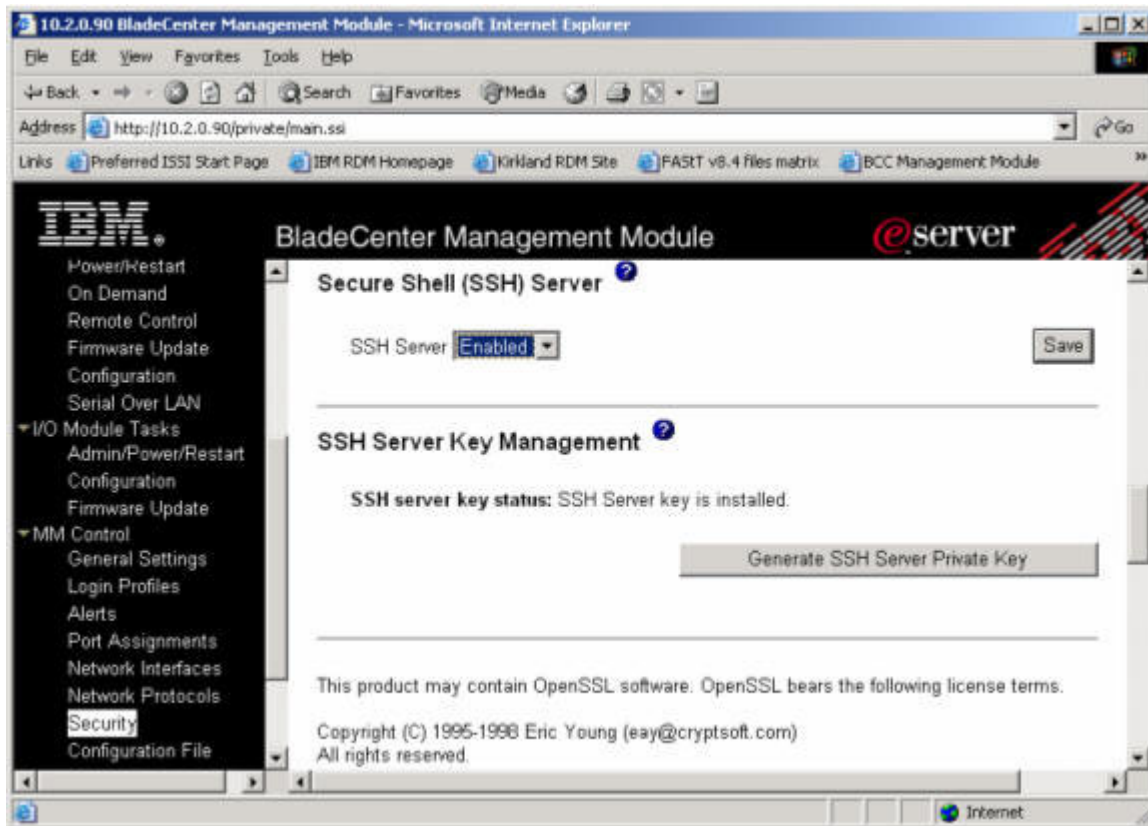 10.2.0.90 BladeCenter Management Module - Microsoft Internet Explorer
File Edit View Favorites Tools Help
Back Search Favorites Media
Address http://10.2.0.90/private/main.ssi Go
Links Preferred ISSI Start Page IBM RDM Homepage Kirkland RDM Site FAStT v8.4 files matrix BCC Management Module »
IBM® BladeCenter Management Module eserver
Power/Restart
On Demand
Remote Control
Firmware Update
Configuration
Serial Over LAN
I/O Module Tasks
Admin/Power/Restart
Configuration
Firmware Update
MM Control
General Settings
Login Profiles
Alerts
Port Assignments
Network Interfaces
Network Protocols
Security
Configuration File
Secure Shell (SSH) Server ?
SSH Server Enabled Save
SSH Server Key Management ?
SSH server key status: SSH Server key is installed.
Generate SSH Server Private Key
This product may contain OpenSSL software. OpenSSL bears the following license terms.
Copyright (C) 1995-1998 Eric Young (eay@cryptsoft.com)
All rights reserved.
Internet